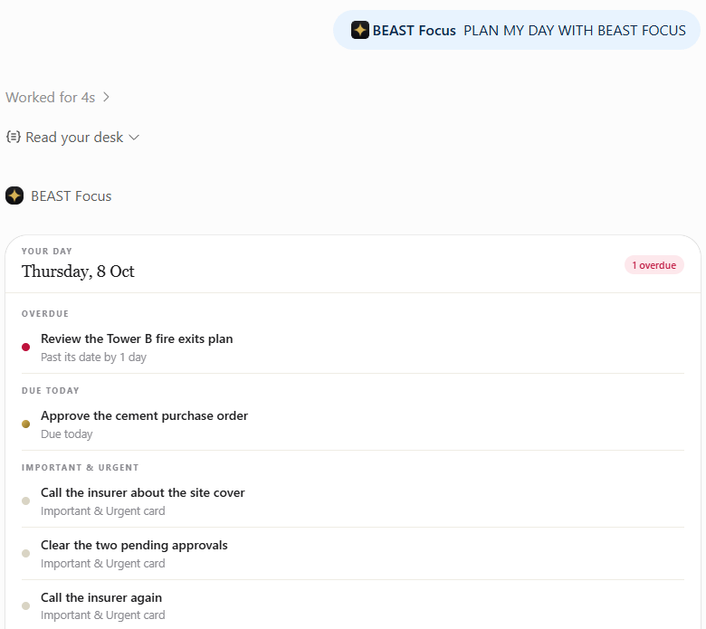 BEAST Focus PLAN MY DAY WITH BEAST FOCUS
Worked for 4s
Read your desk
BEAST Focus
YOUR DAY
Thursday, 8 Oct
1 overdue
OVERDUE
Review the Tower B fire exits plan
Past its date by 1 day
DUE TODAY
Approve the cement purchase order
Due today
IMPORTANT & URGENT
Call the insurer about the site cover
Important & Urgent card
Clear the two pending approvals
Important & Urgent card
Call the insurer again
Important & Urgent card